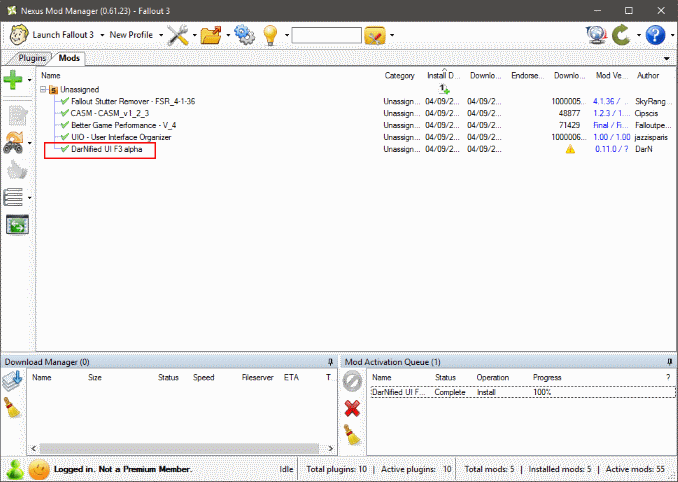 Nexus Mod Manager (0.61.23) - Fallout 3
Launch Fallout 3 New Profile
Plugins Mods
Name Category Install D... Downlo... Endorse... Downlo... Mod Ve... Author
Unassigned
Fallout Stutter Remover - FSR_4-1-36 Unassign... 04/09/2... 04/09/2... 1000005... 4.1.36 / ... SkyRang...
CASM - CASM_v1_2_3 Unassign... 04/09/2... 04/09/2... 48877 1.2.3 / 1.... Cipscis
Better Game Performance - V_4 Unassign... 04/09/2... 04/09/2... 71429 Final / Fi... Falloutpe...
UIO - User Interface Organizer Unassign... 04/09/2... 04/09/2... 1000006... 1.00 / 1.00 jazzisparis
DarNified UI F3 alpha Unassign... 04/09/2... 04/09/2... 0.11.0 / ? DarN
Download Manager (0) Mod Activation Queue (1)
Name Size Status Speed Fileserver ETA T... Name Status Operation Progress ?
DarNified UI F... Complete Install 100%
Logged in. Not a Premium Member. Idle Total plugins: 10 | Active plugins: 10 Total mods: 5 | Installed mods: 5 | Active mods: 55